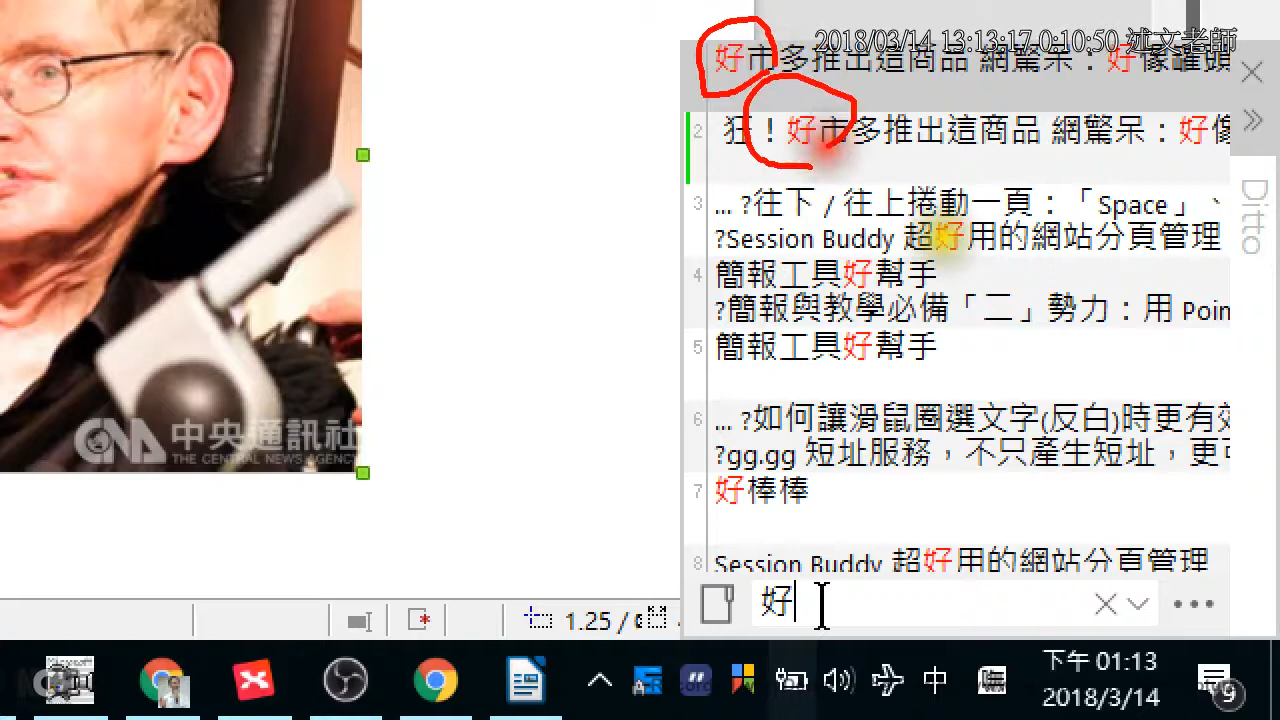 2018/03/14 13:13:17 0:10:50 述文老師
好市多推出這商品 網驚呆：好像罐頭
2 狂！好市多推出這商品 網驚呆：好像
3 ... ?往下 / 往上捲動一頁：「Space」、
?Session Buddy 超好用的網站分頁管理
4 簡報工具好幫手
?簡報與教學必備「二」勢力：用 Poin
5 簡報工具好幫手
6 ... ?如何讓滑鼠圈選文字(反白)時更有效
?gg.gg 短址服務，不只產生短址，更可
7 好棒棒
8 Session Buddy 超好用的網站分頁管理
Ditto
好
CNA 中央通訊社
THE CENTRAL NEWS AGENCY
1.25 /
中
下午 01:13
2018/3/14
9